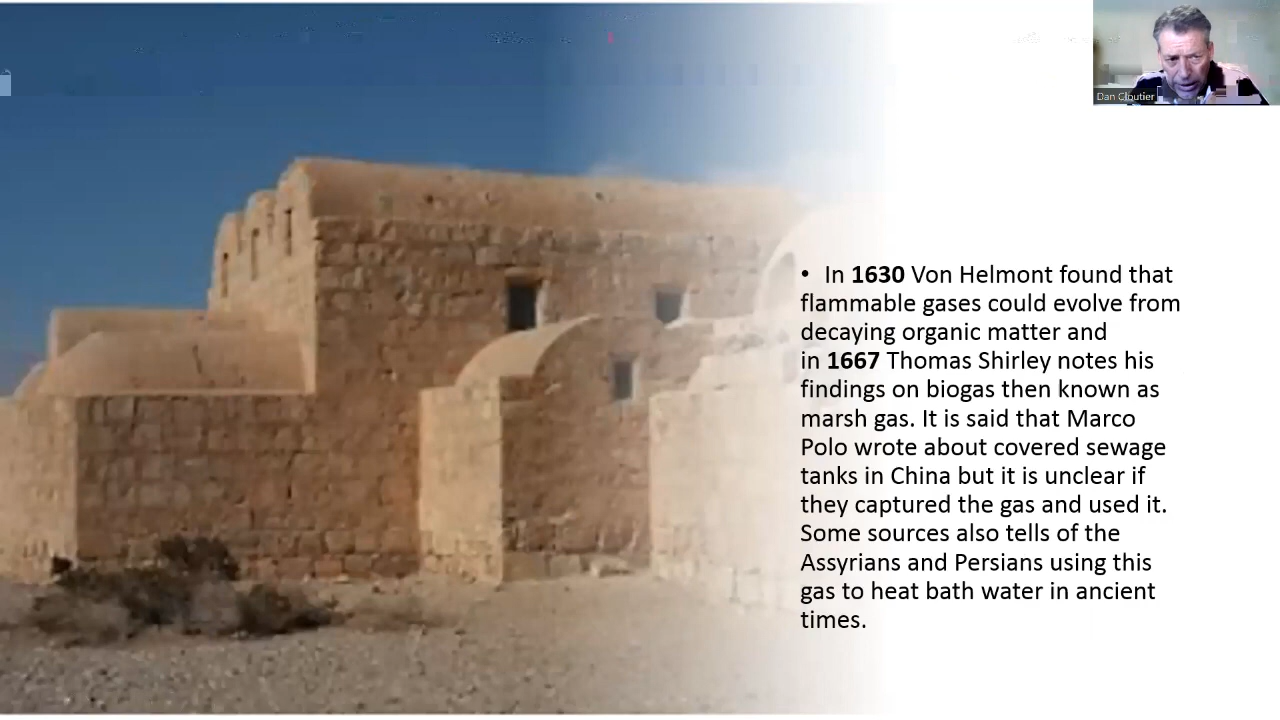 Dan Cloutier
• In 1630 Von Helmont found that
flammable gases could evolve from
decaying organic matter and
in 1667 Thomas Shirley notes his
findings on biogas then known as
marsh gas. It is said that Marco
Polo wrote about covered sewage
tanks in China but it is unclear if
they captured the gas and used it.
Some sources also tells of the
Assyrians and Persians using this
gas to heat bath water in ancient
times.